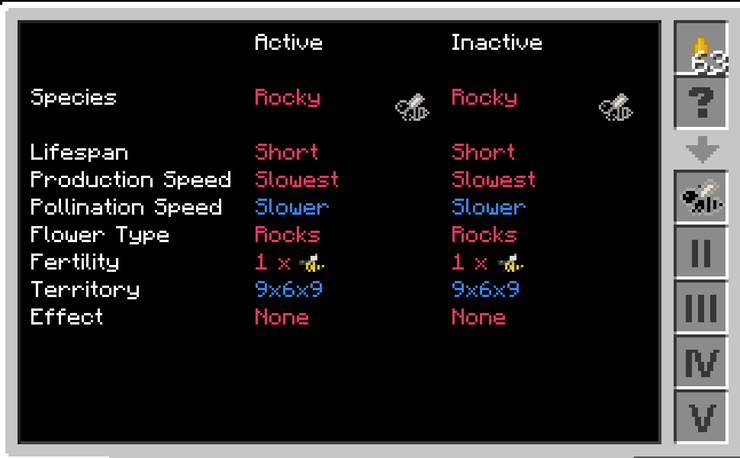 Active Inactive
63
Species Rocky Rocky
?
Lifespan Short Short
Production Speed Slowest Slowest
Pollination Speed Slower Slower
Flower Type Rocks Rocks
II
Fertility 1 x 1 x
Territory 9x6x9 9x6x9
III
Effect None None
IV
V